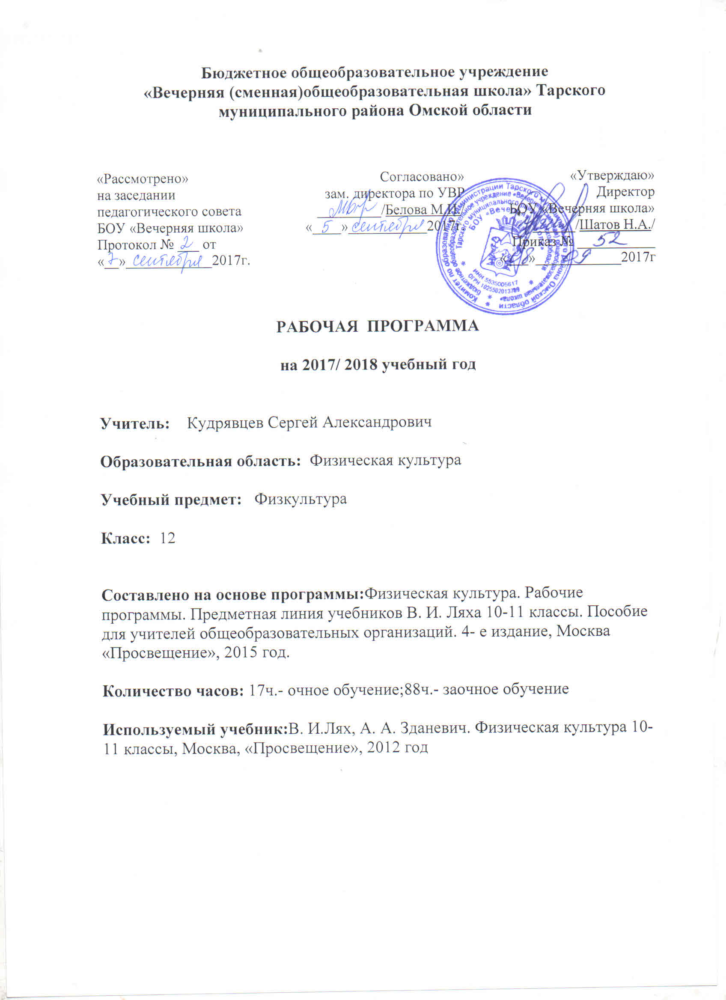 Бюджетное общеобразовательное учреждение
«Вечерняя (сменная)общеобразовательная школа» Тарского
муниципального района Омской области
«Рассмотрено»
на заседании
педагогического совета
БОУ «Вечерняя школа»
Протокол № 2 от
«7» сентября 2017г.
Согласовано»
зам. директора по УВР
/Белова М.И./
«5» сентября 2017г.
«Утверждаю»
Директор
БОУ «Вечерняя школа»
/Шатов Н.А./
Приказ № 52
«08» 09 2017г
Комитет по образованию Администрации Тарского муниципального района Омской области
бюджетное общеобразовательное учреждение «Вечерняя (сменная) общеобразовательная школа»
Тарского муниципального района Омской области
БОУ «Вечерняя школа»
ИНН 5535005617
ОГРН 1025502013789
РАБОЧАЯ ПРОГРАММА
на 2017/ 2018 учебный год
Учитель: Кудрявцев Сергей Александрович
Образовательная область: Физическая культура
Учебный предмет: Физкультура
Класс: 12
Составлено на основе программы:Физическая культура. Рабочие
программы. Предметная линия учебников В. И. Ляха 10-11 классы. Пособие
для учителей общеобразовательных организаций. 4- е издание, Москва
«Просвещение», 2015 год.
Количество часов: 17ч.- очное обучение;88ч.- заочное обучение
Используемый учебник:В. И.Лях, А. А. Зданевич. Физическая культура 10-
11 классы, Москва, «Просвещение», 2012 год